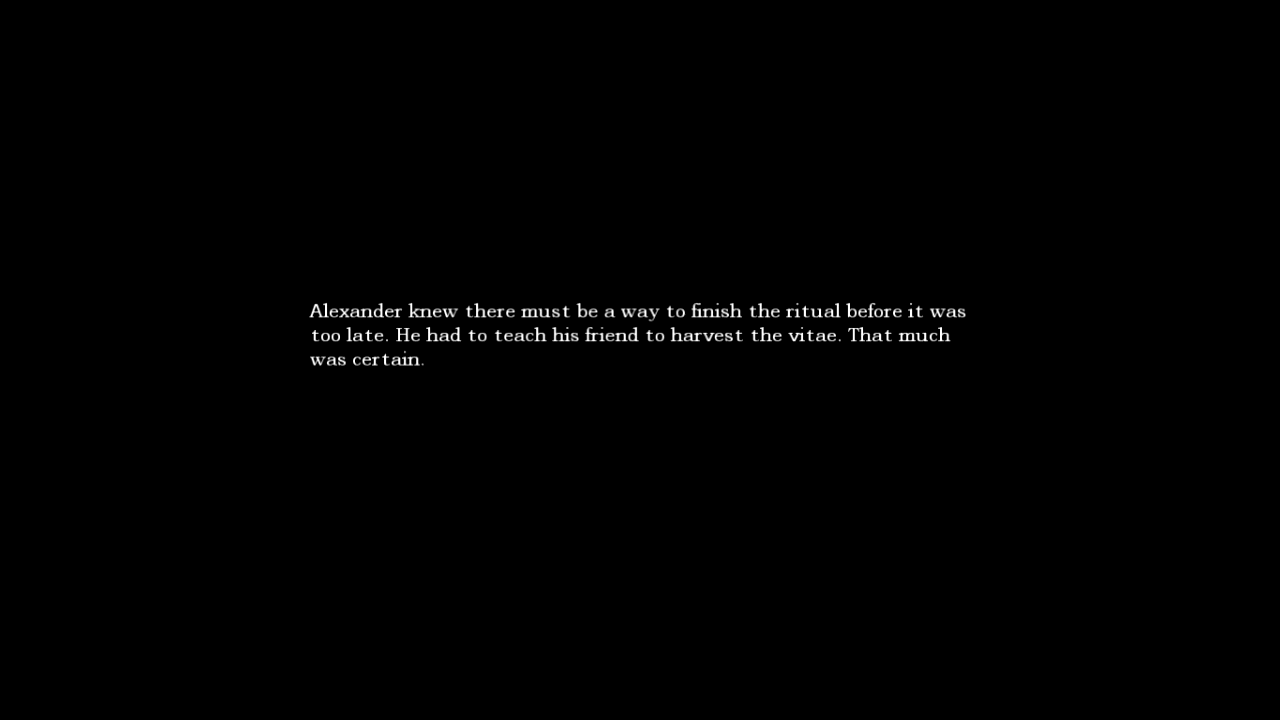 Alexander knew there must be a way to finish the ritual before it was
too late. He had to teach his friend to harvest the vitae. That much
was certain.